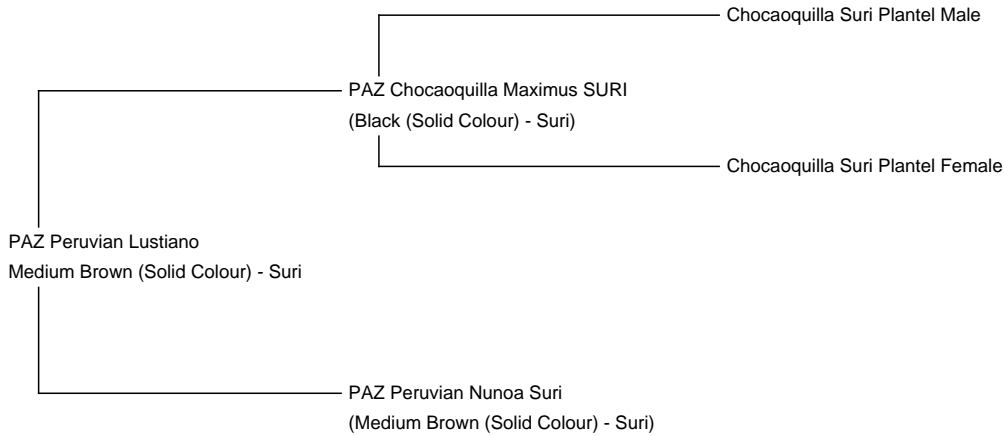 Chocaoquilla Suri Plantel Male
PAZ Chocaoquilla Maximus SURI
(Black (Solid Colour) - Suri)
Chocaoquilla Suri Plantel Female
PAZ Peruvian Lustiano
Medium Brown (Solid Colour) - Suri
PAZ Peruvian Nunoa Suri
(Medium Brown (Solid Colour) - Suri)